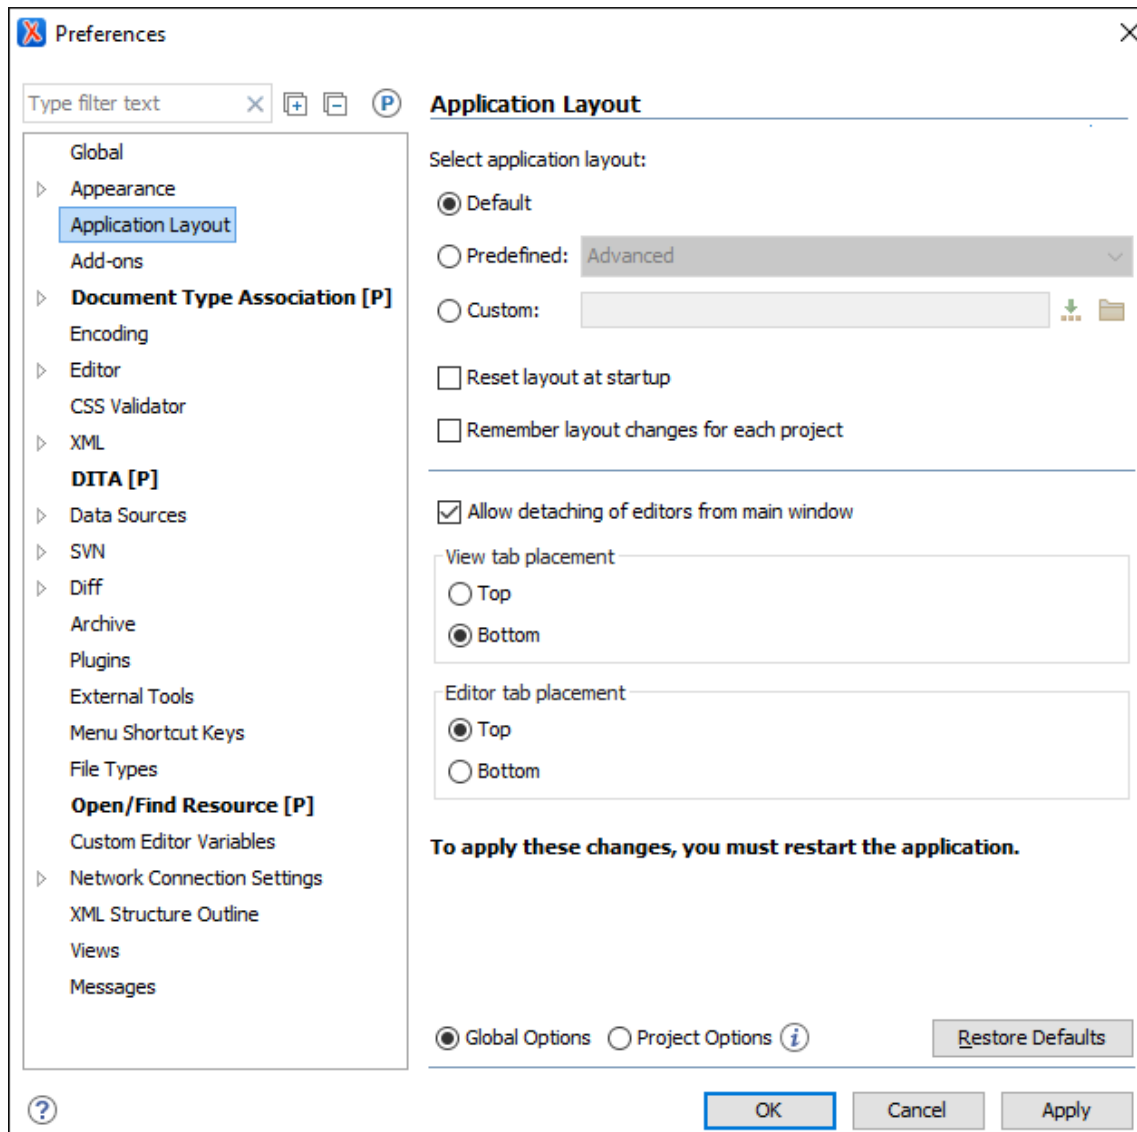 Preferences
Type filter text
P
Global
Appearance
Application Layout
Add-ons
Document Type Association [P]
Encoding
Editor
CSS Validator
XML
DITA [P]
Data Sources
SVN
Diff
Archive
Plugins
External Tools
Menu Shortcut Keys
File Types
Open/Find Resource [P]
Custom Editor Variables
Network Connection Settings
XML Structure Outline
Views
Messages
Application Layout
Select application layout:
Default
Predefined: Advanced
Custom:
Reset layout at startup
Remember layout changes for each project
Allow detaching of editors from main window
View tab placement
Top
Bottom
Editor tab placement
Top
Bottom
To apply these changes, you must restart the application.
Global Options Project Options i Restore Defaults
? OK Cancel Apply